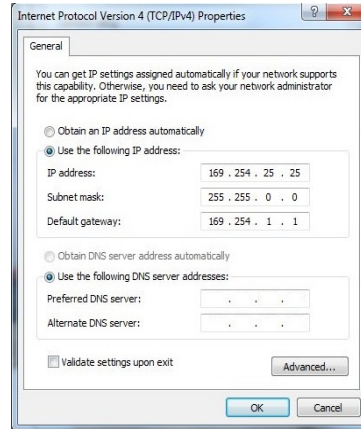 Internet Protocol Version 4 (TCP/IPv4) Properties
General
You can get IP settings assigned automatically if your network supports
this capability. Otherwise, you need to ask your network administrator
for the appropriate IP settings.
Obtain an IP address automatically
Use the following IP address:
IP address: 169 . 254 . 25 . 25
Subnet mask: 255 . 255 . 0 . 0
Default gateway: 169 . 254 . 1 . 1
Obtain DNS server address automatically
Use the following DNS server addresses:
Preferred DNS server: . . .
Alternate DNS server: . . .
Validate settings upon exit
Advanced...
OK Cancel